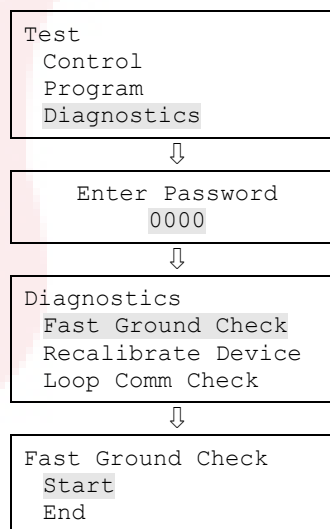 Test
Control
Program
Diagnostics
⇩
Enter Password
0000
⇩
Diagnostics
Fast Ground Check
Recalibrate Device
Loop Comm Check
⇩
Fast Ground Check
Start
End